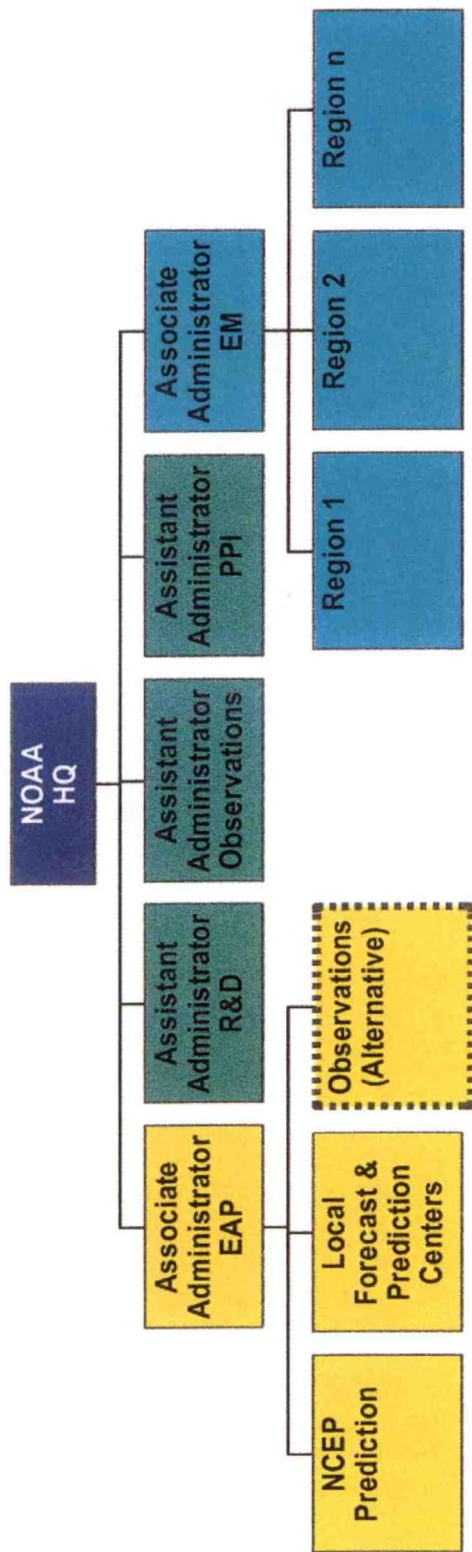 NOAA
HQ
Associate
Administrator
EAP
Assistant
Administrator
R&D
Assistant
Administrator
Observations
Assistant
Administrator
PPI
Associate
Administrator
EM
NCEP
Prediction
Local
Forecast &
Prediction
Centers
Observations
(Alternative)
Region 1
Region 2
Region n